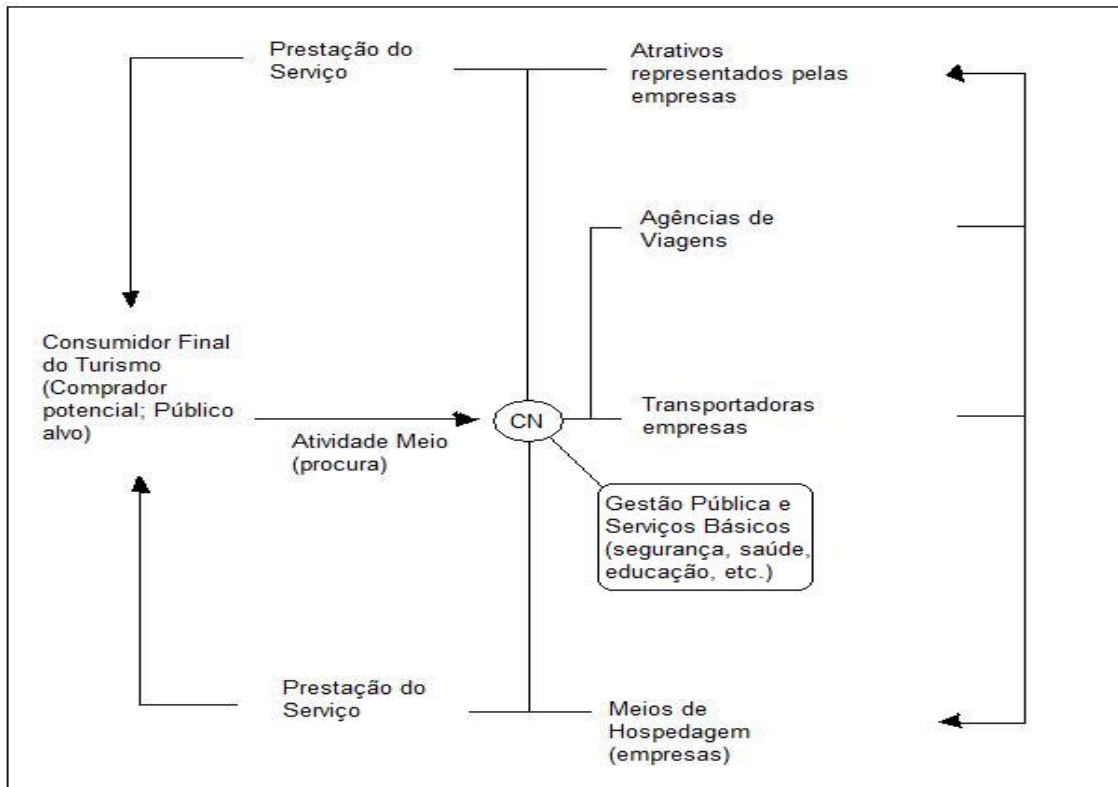 Prestação do
Serviço
Atrativos
representados pelas
empresas
Agências de
Viagens
Consumidor Final
do Turismo
(Comprador
potencial; Público
alvo)
Atividade Meio
(procura)
CN
Transportadoras
empresas
Gestão Pública e
Serviços Básicos
(segurança, saúde,
educação, etc.)
Prestação do
Serviço
Meios de
Hospedagem
(empresas)